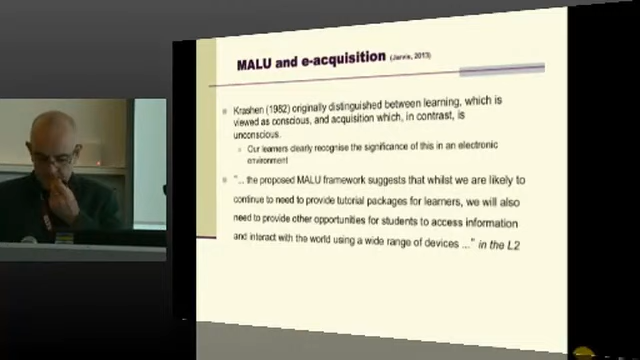 MALU and e-acquisition (Jarvis, 2013)
Krashen (1982) originally distinguished between learning, which is
viewed as conscious, and acquisition which, in contrast, is
unconscious.
Our learners clearly recognise the significance of this in an electronic
environment
"... the proposed MALU framework suggests that whilst we are likely to
continue to need to provide tutorial packages for learners, we will also
need to provide other opportunities for students to access information
and interact with the world using a wide range of devices ..." in the L2